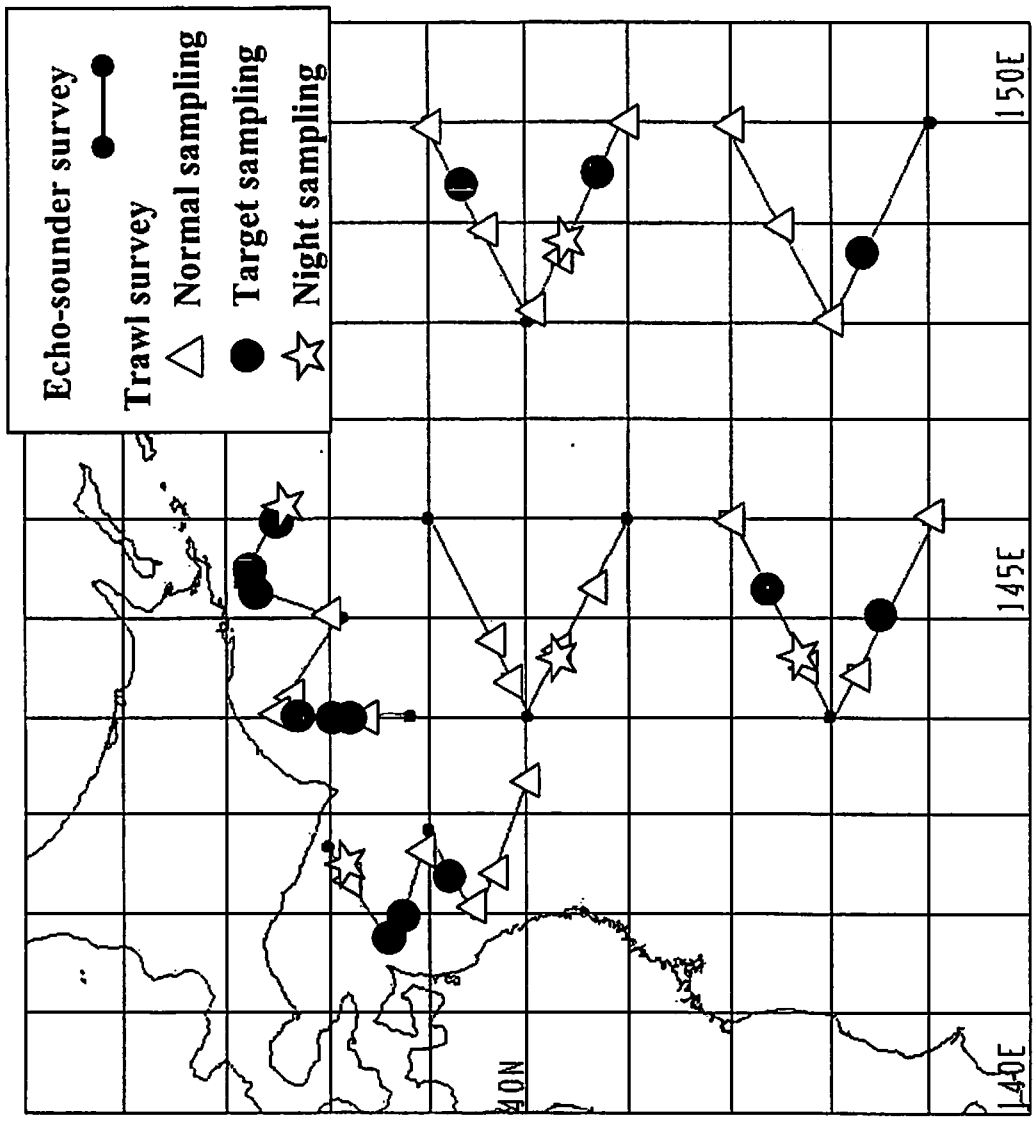 Echo-sounder survey
Trawl survey
Normal sampling
Target sampling
Night sampling
150E
145E
140E
40N